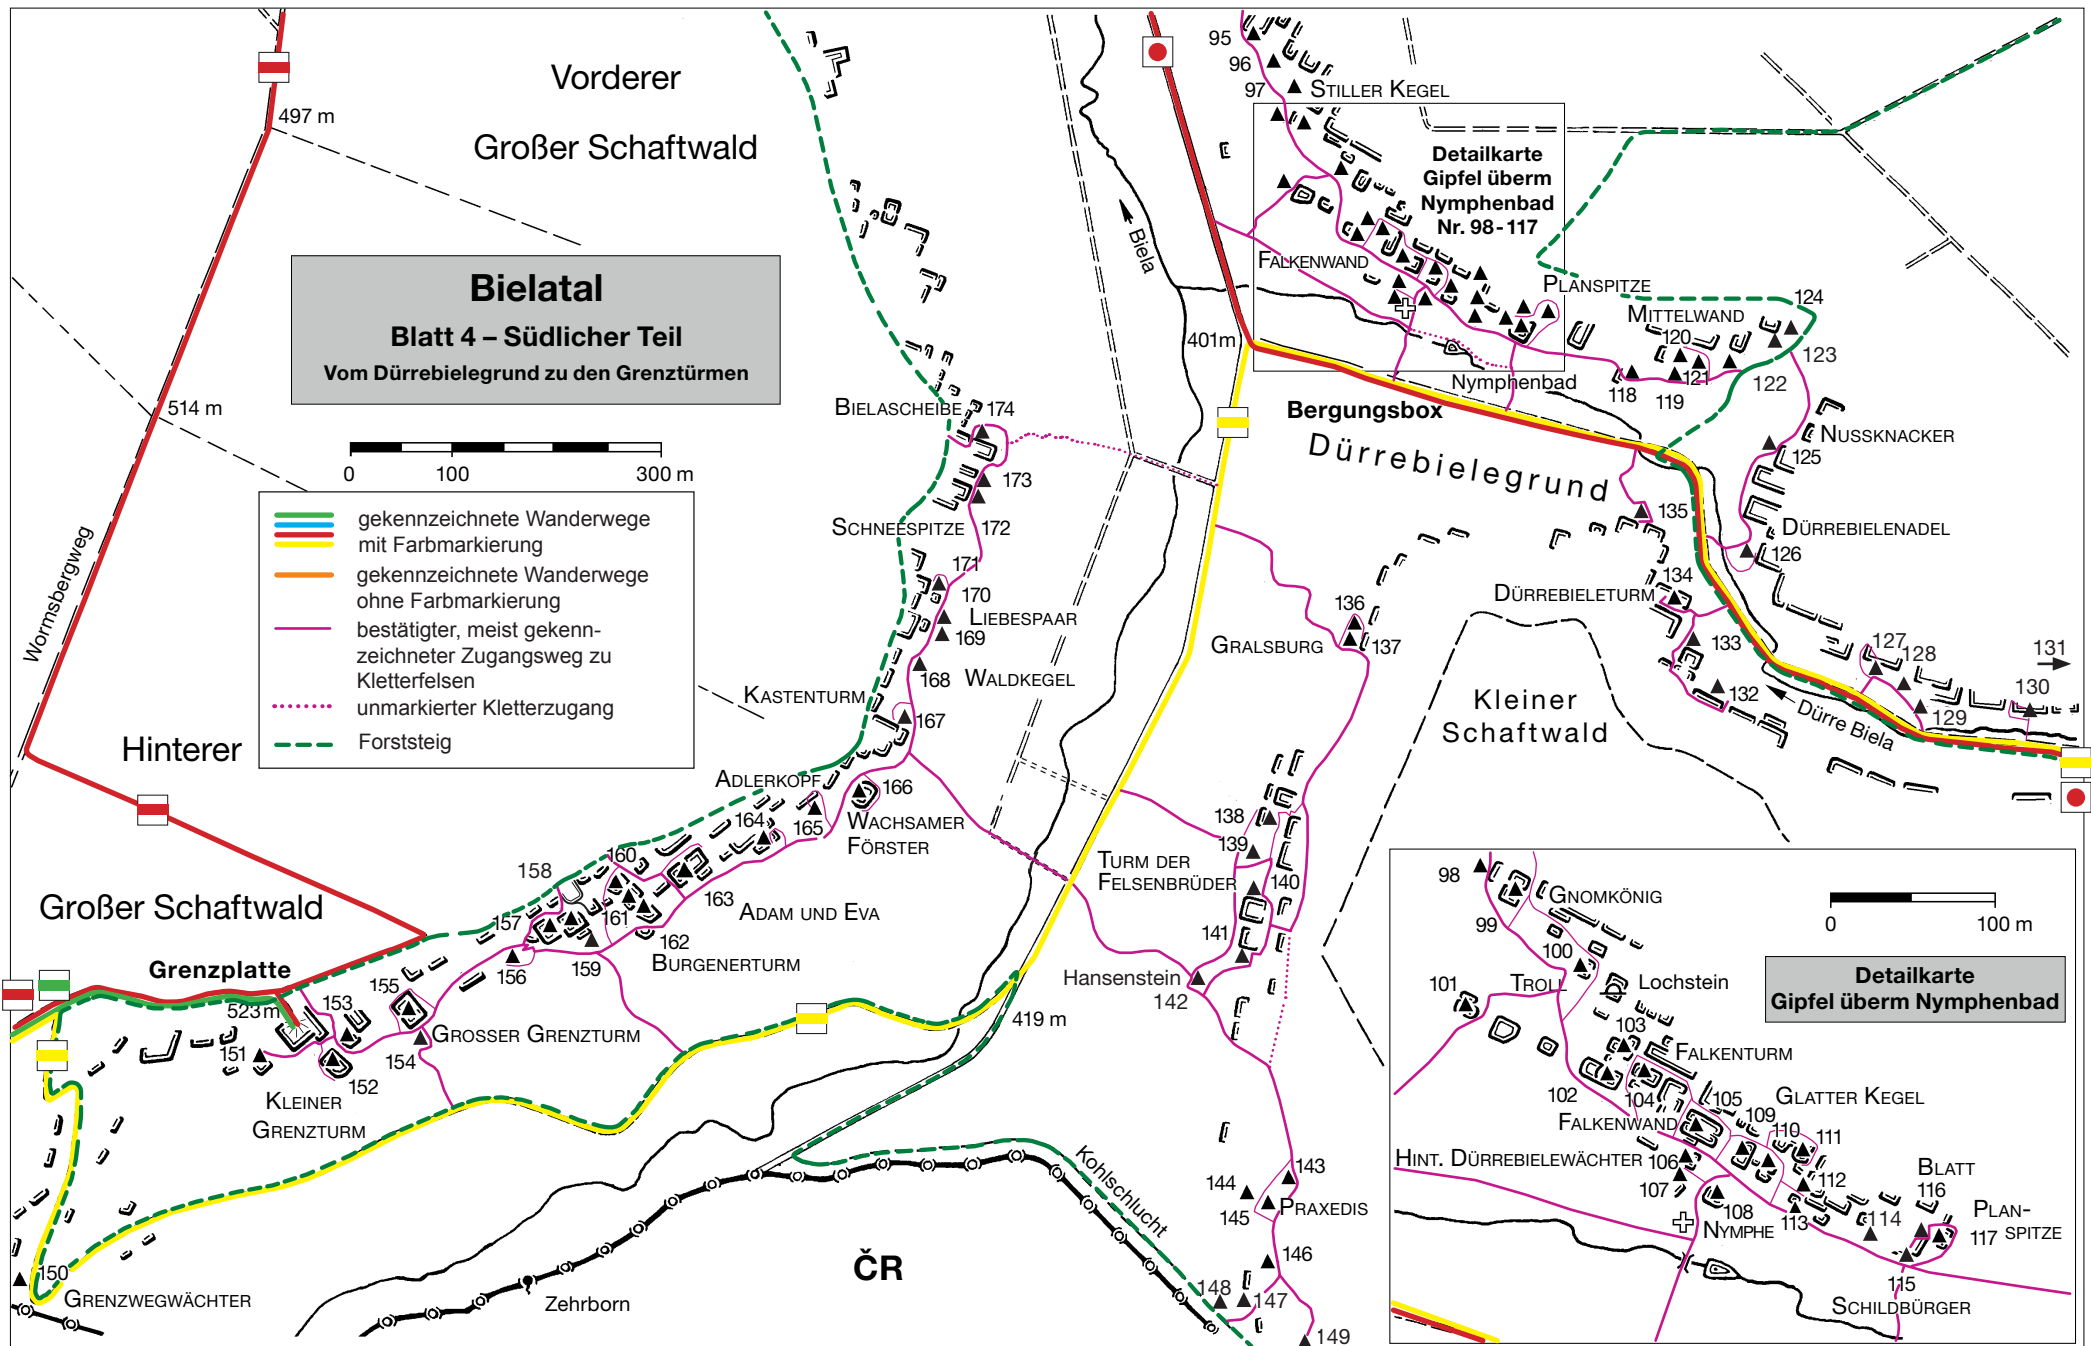 95
96
97
STILLER KEGEL
497 m
Vorderer
Großer Schaftwald
Detailkarte
Gipfel überm
Nymphenbad
Nr. 98-117
Biela
FALKENWAND
PLANSPITZE
MITTELWAND
124
120
123
121
122
118
119
Bielatal
Blatt 4 – Südlicher Teil
Vom Dürrebielegrund zu den Grenztürmen
401m
Nymphenbad
Bergungsbox
Dürrebielegrund
514 m
0
100
300 m
BIELASCHEIBE
174
173
172
SCHNEESPITZE
NUSSKNACKER
125
135
DÜRREBIELENADEL
126
gekennzeichnete Wanderwege
mit Farbmarkierung
gekennzeichnete Wanderwege
ohne Farbmarkierung
bestätigter, meist gekenn-
zeichneter Zugangsweg zu
Kletterfelsen
unmarkierter Kletterzugang
Forststeig
Wormsbergweg
171
170
LIEBESPAAR
169
168
WALDKEGEL
KASTENTURM
167
134
DÜRREBIELETURM
136
GRALSBURG
137
133
132
127
128
131
130
129
Dürre Biela
Kleiner
Schaftwald
Hinterer
Großer Schaftwald
ADLERKOPF
166
165
164
WACHSAMER
FÖRSTER
160
158
163
157
161
ADAM UND EVA
162
BURGENERTURM
159
156
138
139
TURM DER
FELSENBRÜDER
140
141
Hansenstein
142
Grenzplatte
155
153
523m
GROSSER GRENZTURM
151
154
152
KLEINER
GRENZTURM
419 m
150
GRENZWEGWÄCHTER
Zehrborn
ČR
Kohlschlucht
143
144
145
PRAXEDIS
146
148
147
149
98
GNOMKÖNIG
99
100
101
TROLL
Lochstein
0
100 m
Detailkarte
Gipfel überm Nymphenbad
103
FALKENTURM
102
104
105
GLATTER KEGEL
109
FALKENWAND
110
111
HINT. DÜRREBIELEWÄCHTER
106
107
112
BLATT
116
108
NYMPHE
113
114
PLAN-
117
SPITZE
115
SCHILDBÜRGER